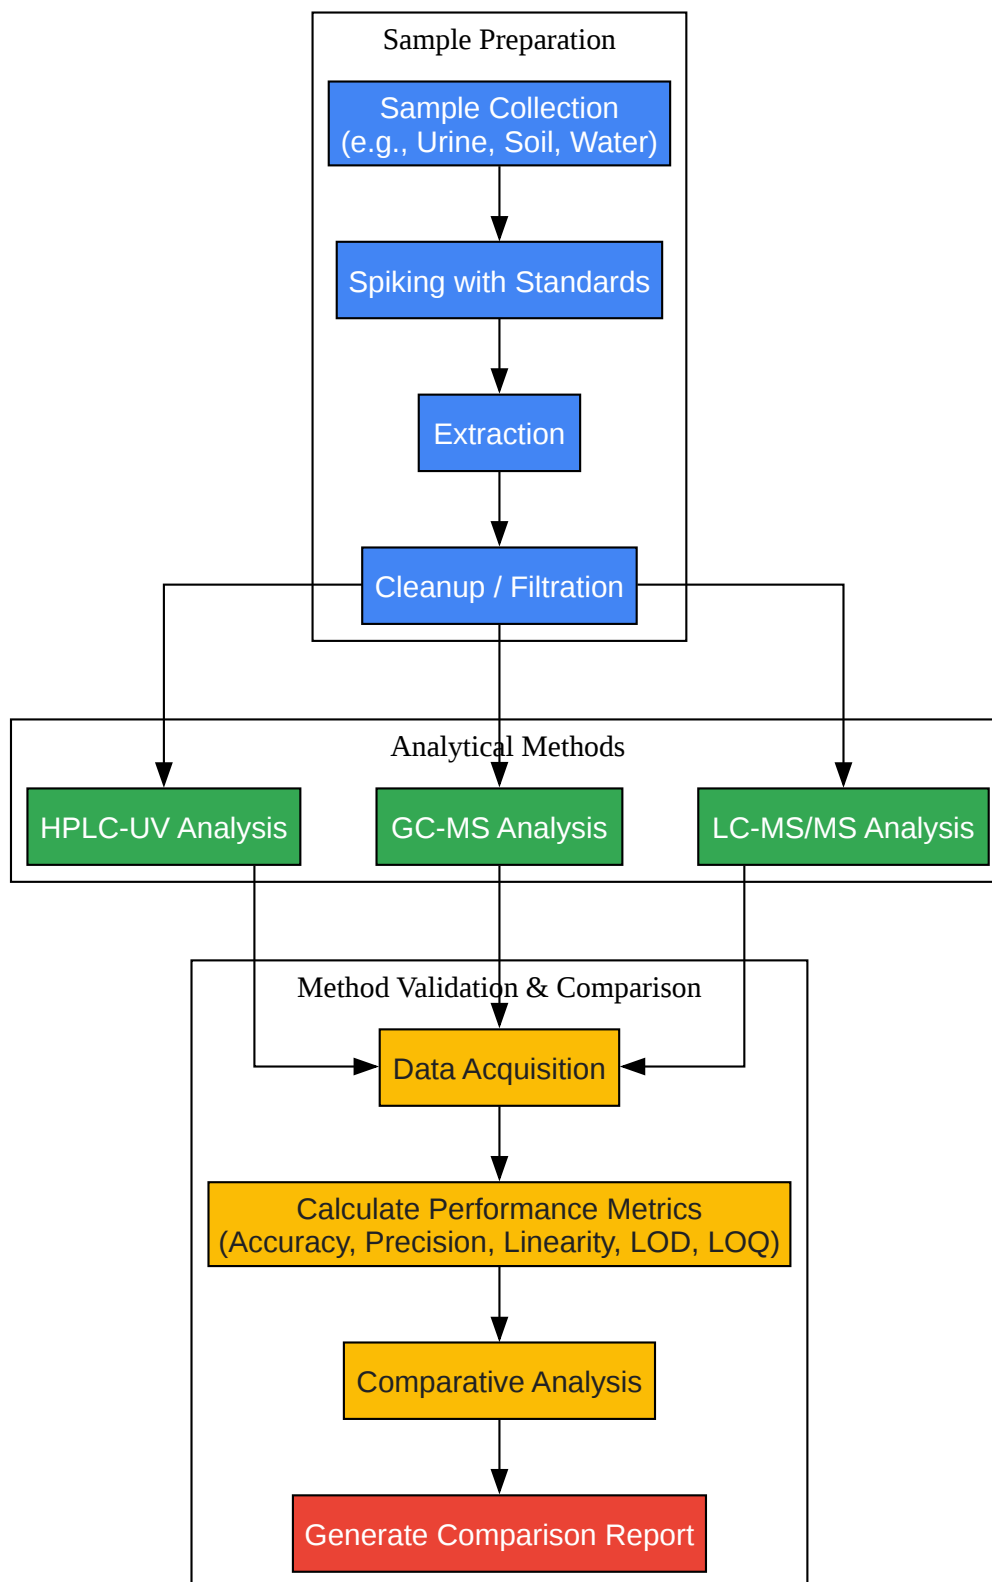 Sample Preparation
Sample Collection
(e.g., Urine, Soil, Water)
Spiking with Standards
Extraction
Cleanup / Filtration
Analytical Methods
HPLC-UV Analysis
GC-MS Analysis
LC-MS/MS Analysis
Method Validation & Comparison
Data Acquisition
Calculate Performance Metrics
(Accuracy, Precision, Linearity, LOD, LOQ)
Comparative Analysis
Generate Comparison Report